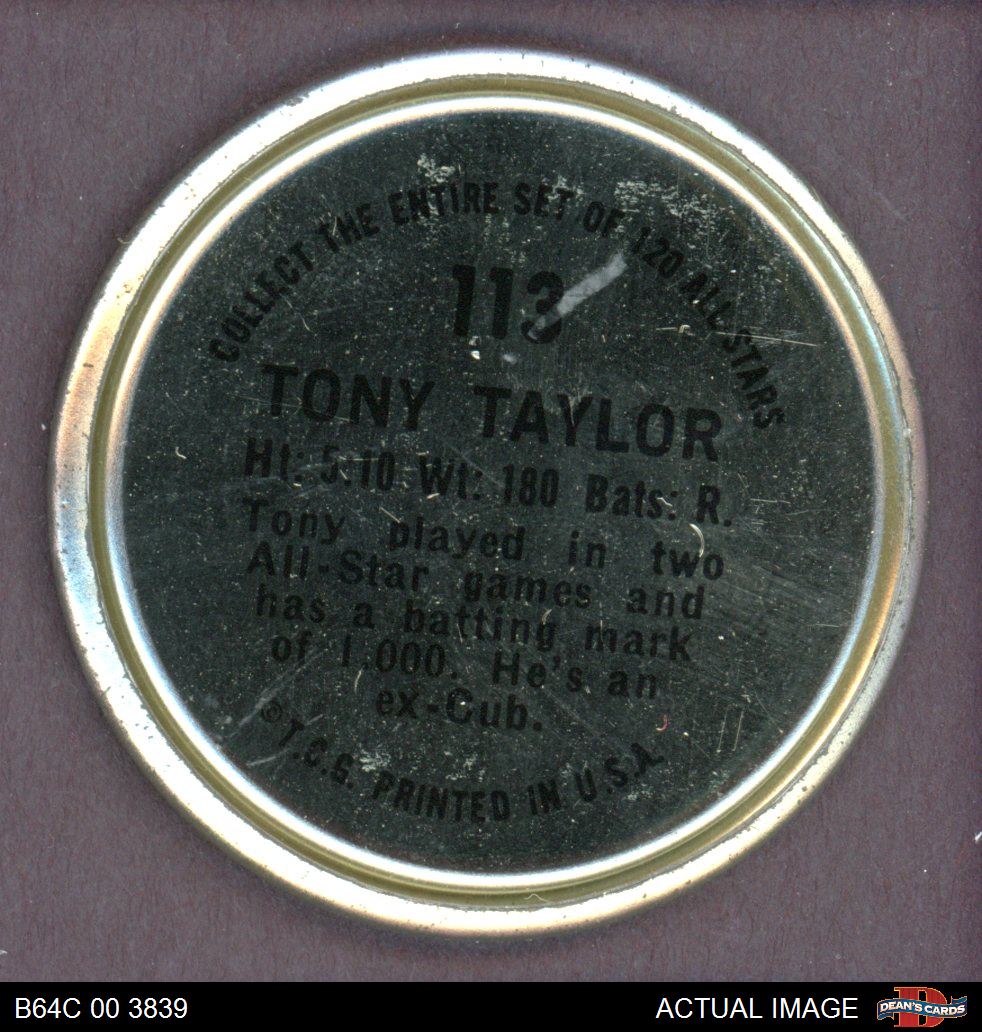 COLLECT THE ENTIRE SET OF 120 ALL STARS
113
TONY TAYLOR
Ht: 5:10 Wt: 180 Bats: R.
Tony played in two
All-Star games and
has a batting mark
of 1.000. He's an
ex-Cub.
© T.C.G. PRINTED IN U.S.A.
B64C 00 3839
ACTUAL IMAGE
DEAN'S CARDS